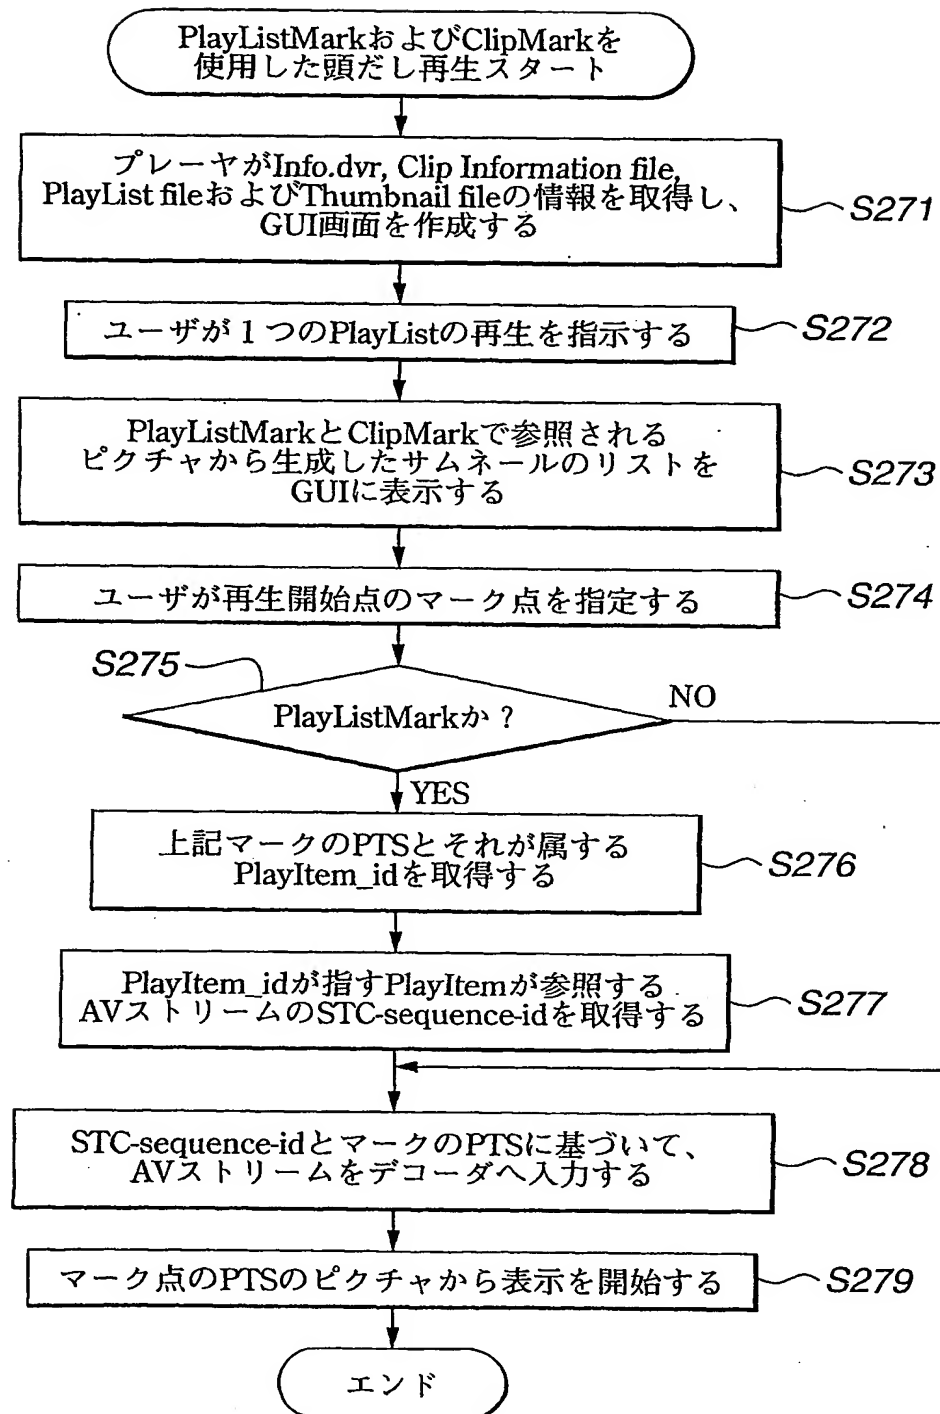 PlayListMarkおよびClipMarkを
使用した頭だし再生スタート
プレーヤがInfo.dvr, Clip Information file,
PlayList fileおよびThumbnail fileの情報を取得し、
GUI画面を作成する
S271
ユーザが1つのPlayListの再生を指示する
S272
PlayListMarkとClipMarkで参照される
ピクチャから生成したサムネールのリストを
GUIに表示する
S273
ユーザが再生開始点のマーク点を指定する
S274
S275
PlayListMarkか?
NO
YES
上記マークのPTSとそれが属する
PlayItem_idを取得する
S276
PlayItem_idが指すPlayItemが参照する
AVストリームのSTC-sequence-idを取得する
S277
STC-sequence-idとマークのPTSに基づいて、
AVストリームをデコーダへ入力する
S278
マーク点のPTSのピクチャから表示を開始する
S279
エンド